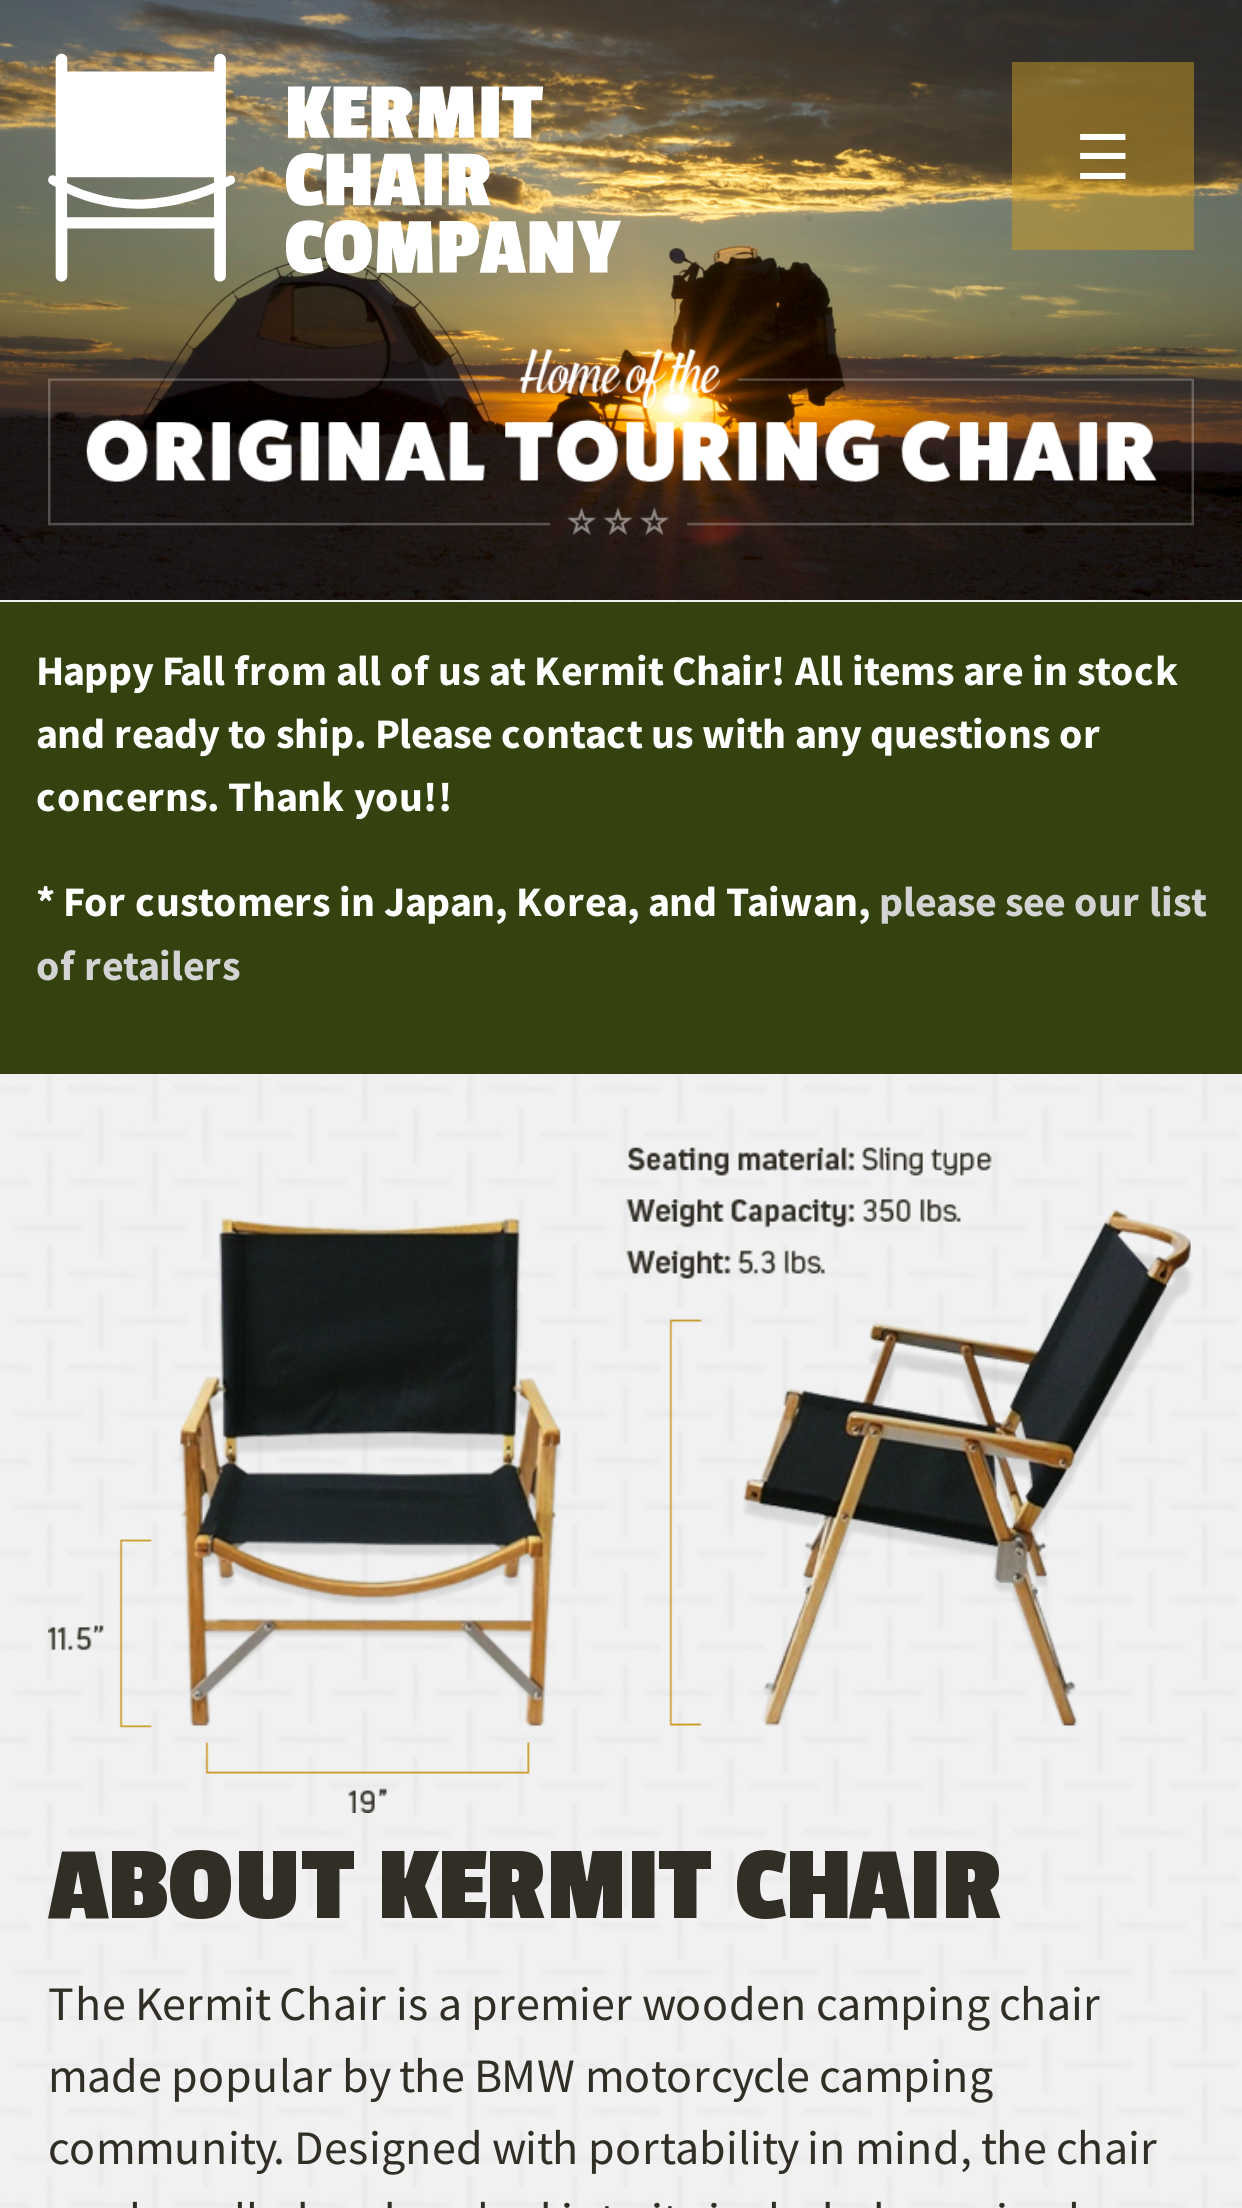 KERMIT
CHAIR
COMPANY
☰
Home of the
ORIGINAL TOURING CHAIR
☆ ☆ ☆
Happy Fall from all of us at Kermit Chair! All items are in stock
and ready to ship. Please contact us with any questions or
concerns. Thank you!!
* For customers in Japan, Korea, and Taiwan, please see our list
of retailers
Seating material: Sling type
Weight Capacity: 350 lbs.
Weight: 5.3 lbs.
11.5”
19”
ABOUT KERMIT CHAIR
The Kermit Chair is a premier wooden camping chair
made popular by the BMW motorcycle camping
community. Designed with portability in mind, the chair